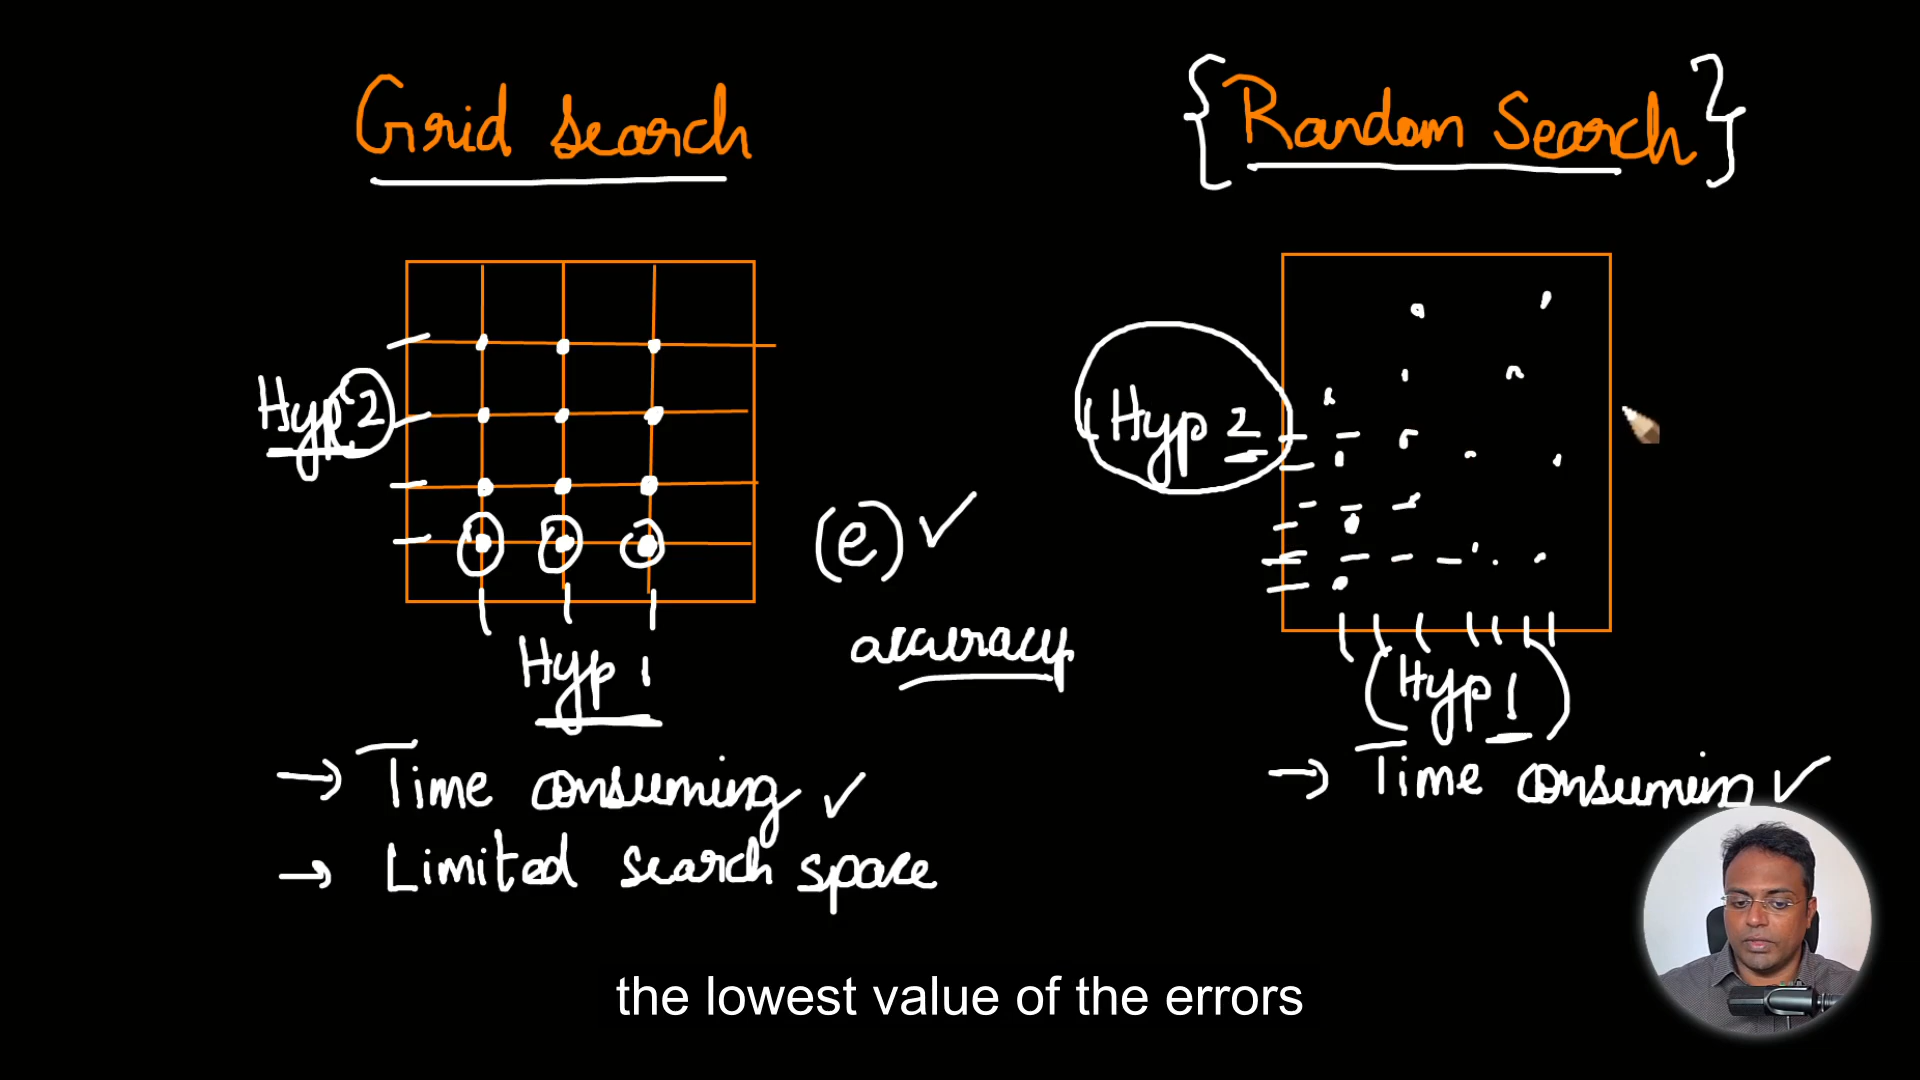 Grid Search
{Random Search}
Hyp 2
Hyp 1
(e) ✓
accuracy
Hyp 2
(Hyp 1)
→ Time consuming ✓
→ Limited search space
→ Time consuming ✓
the lowest value of the errors